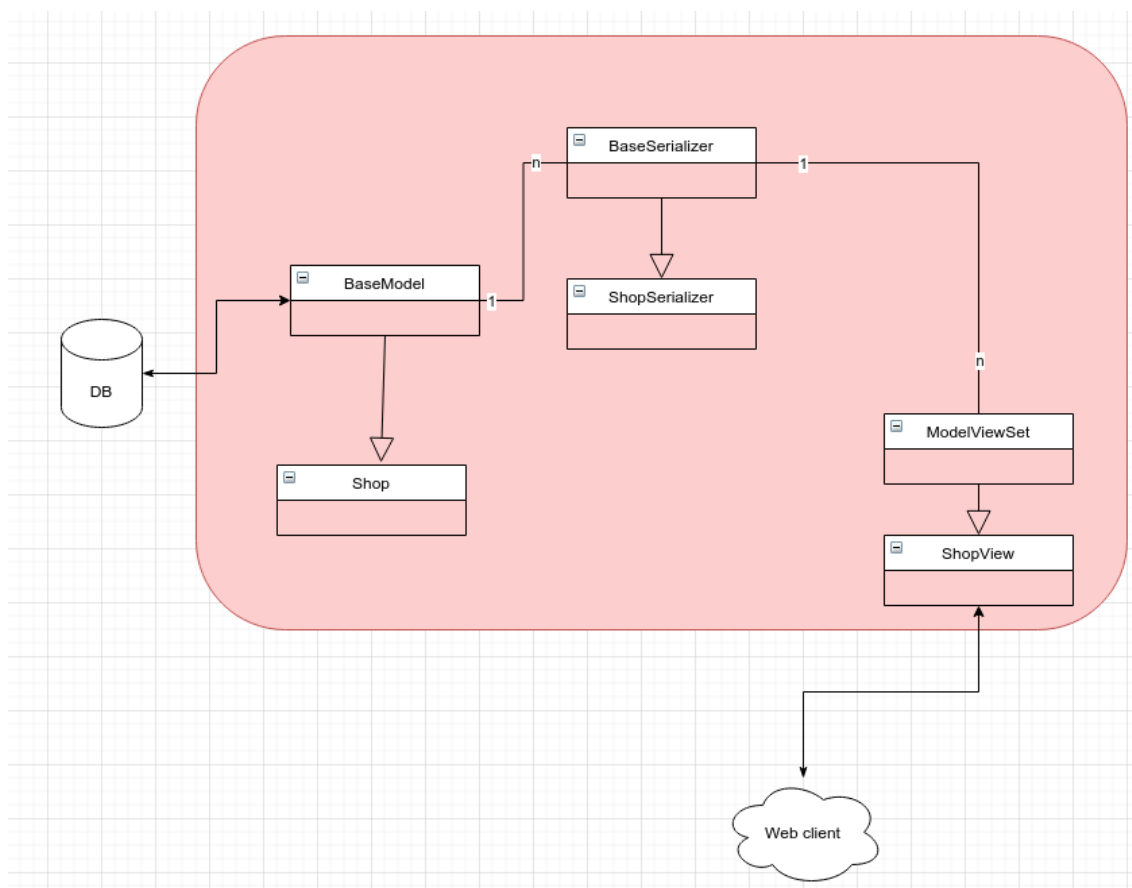 BaseSerializer
n
1
ShopSerializer
BaseModel
1
DB
n
ModelViewSet
Shop
ShopView
Web client